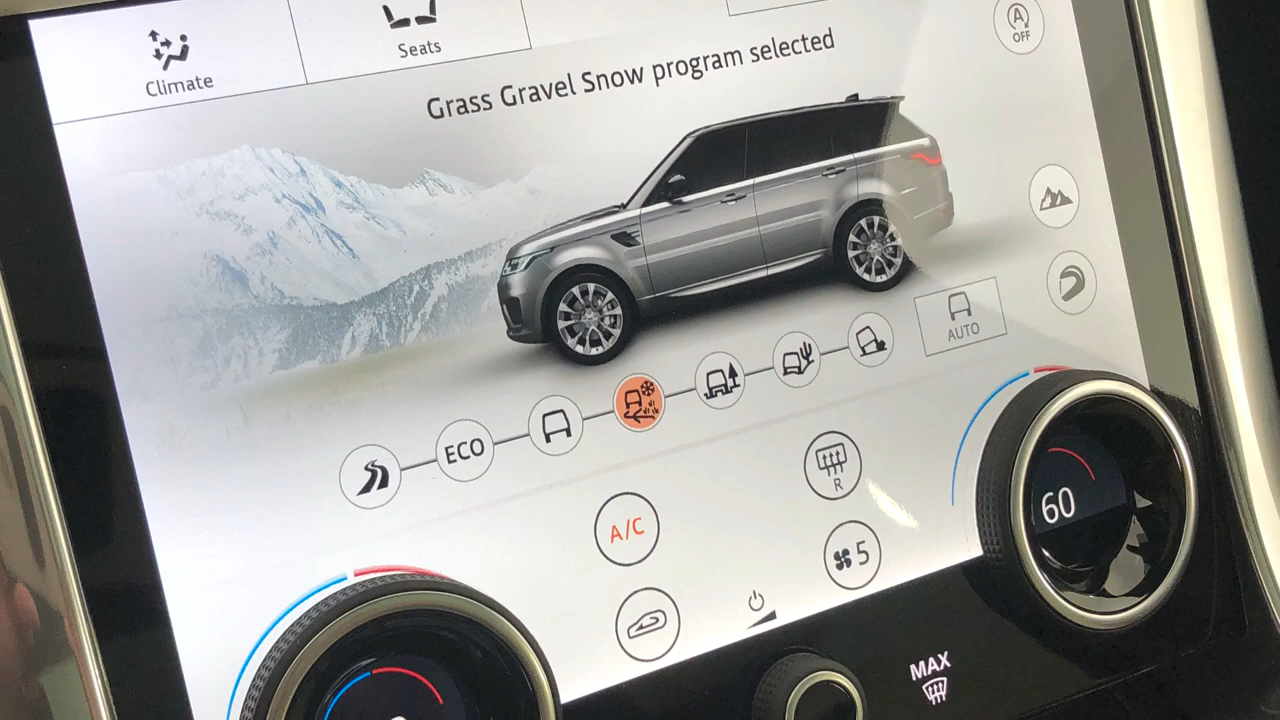 Climate
Seats
A
OFF
Grass Gravel Snow program selected
AUTO
ECO
R
A/C
60
5
MAX